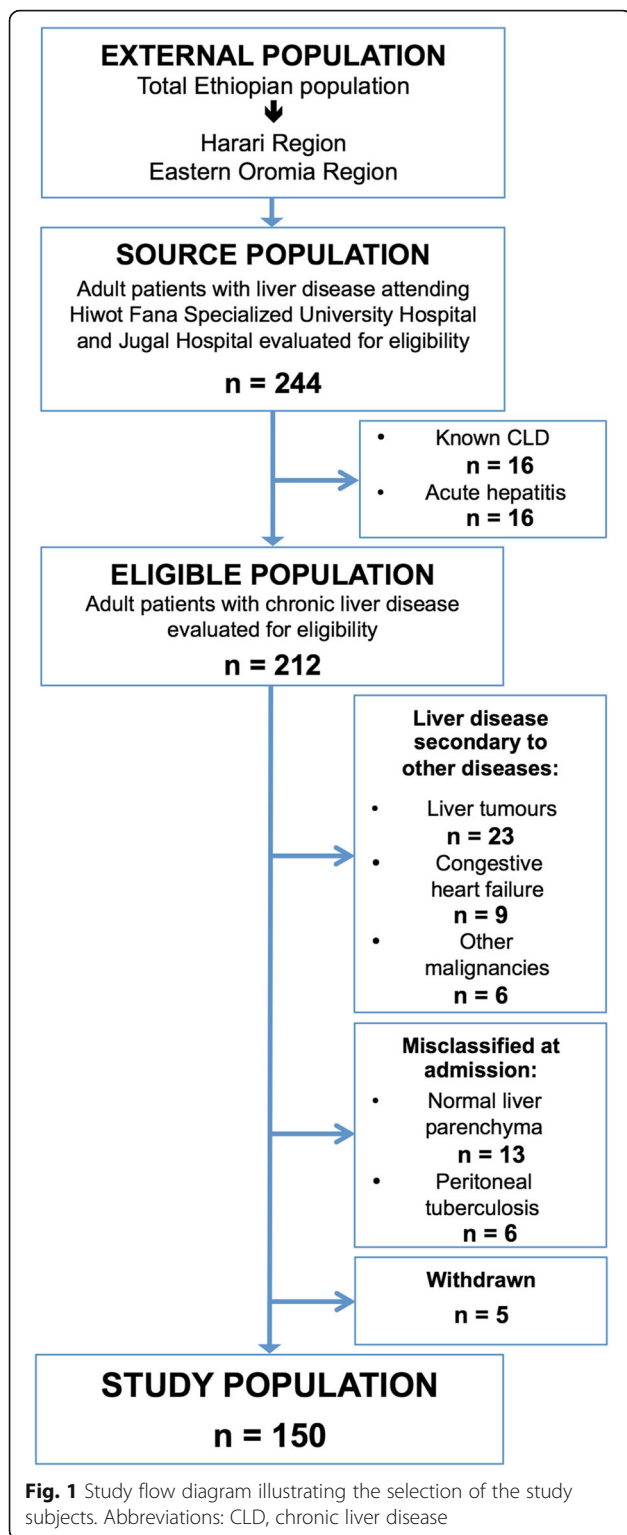 EXTERNAL POPULATION
Total Ethiopian population
Harari Region
Eastern Oromia Region
SOURCE POPULATION
Adult patients with liver disease attending
Hiwot Fana Specialized University Hospital
and Jugal Hospital evaluated for eligibility
n = 244
• Known CLD
n = 16
• Acute hepatitis
n = 16
ELIGIBLE POPULATION
Adult patients with chronic liver disease
evaluated for eligibility
n = 212
Liver disease
secondary to
other diseases:
• Liver tumours
n = 23
• Congestive
heart failure
n = 9
• Other
malignancies
n = 6
Misclassified at
admission:
• Normal liver
parenchyma
n = 13
• Peritoneal
tuberculosis
n = 6
Withdrawn
n = 5
STUDY POPULATION
n = 150
Fig. 1 Study flow diagram illustrating the selection of the study
subjects. Abbreviations: CLD, chronic liver disease